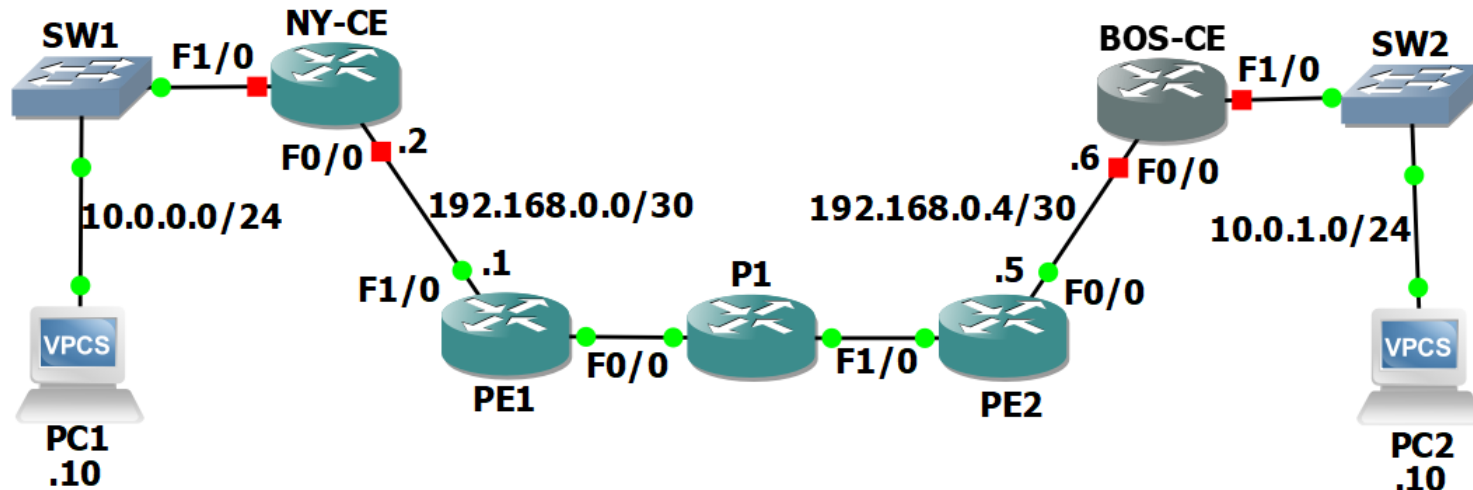 NY-CE
SW1
F1/0
BOS-CE
SW2
F1/0
F0/0
.2
.6
F0/0
10.0.0.0/24
192.168.0.0/30
192.168.0.4/30
10.0.1.0/24
F1/0
.1
P1
.5
F0/0
VPCS
VPCS
F0/0
F1/0
PE1
PE2
PC1
.10
PC2
.10